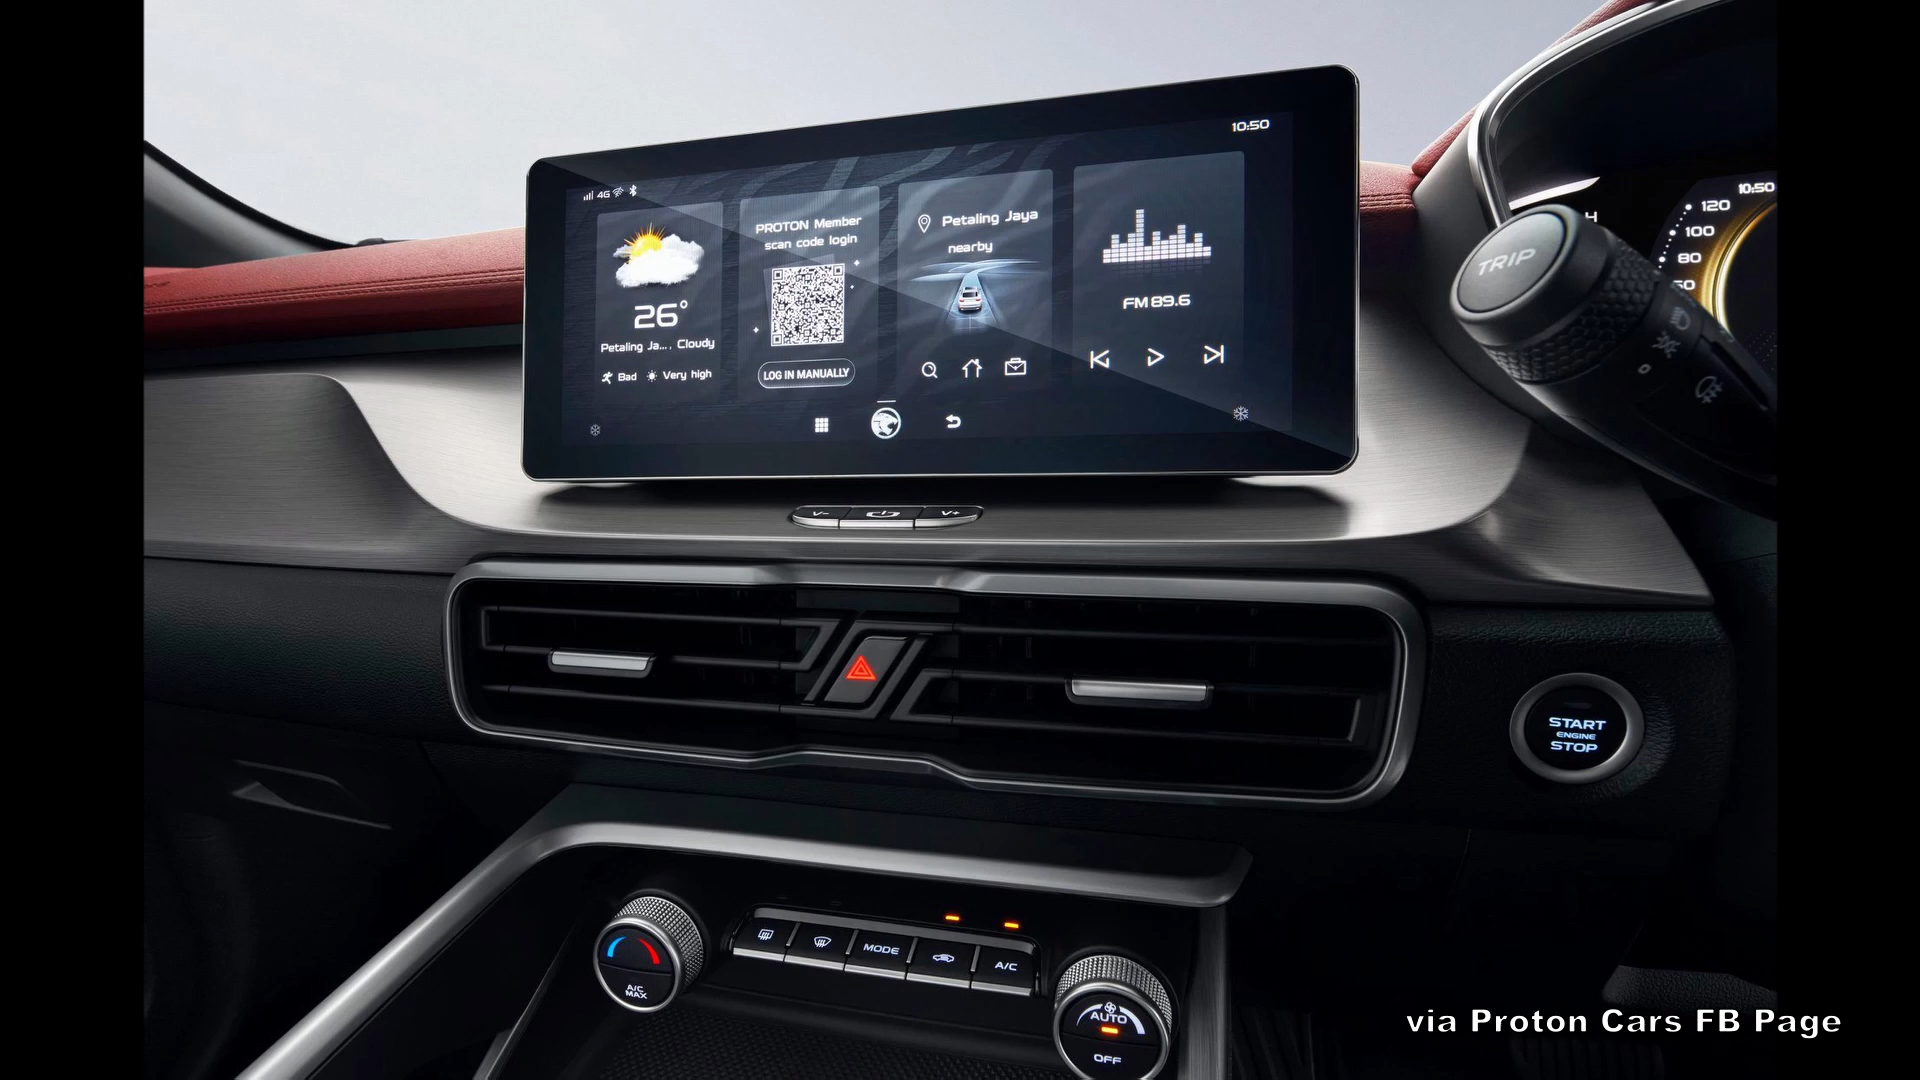 10:50
4G
PROTON Member
scan code login
LOG IN MANUALLY
26°
Petaling Ja.... Cloudy
Bad
Very high
Petaling Jaya
nearby
FM 89.6
V-
V+
TRIP
10:50
120
100
80
START
ENGINE
STOP
A/C
MAX
MODE
A/C
AUTO
OFF
via Proton Cars FB Page